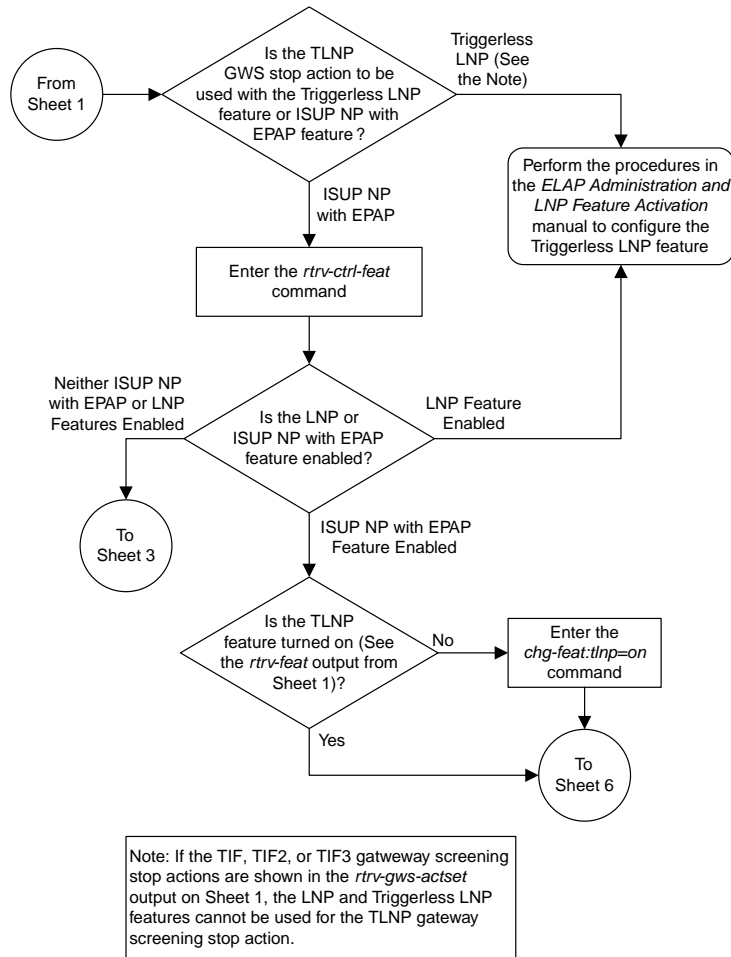 From
Sheet 1
Is the TLNP
GWS stop action to be
used with the Triggerless LNP
feature or ISUP NP with
EPAP feature ?
Triggerless
LNP (See
the Note)
Perform the procedures in
the ELAP Administration and
LNP Feature Activation
manual to configure the
Triggerless LNP feature
ISUP NP
with EPAP
Enter the rtrv-ctrl-feat
command
Neither ISUP NP
with EPAP or LNP
Features Enabled
Is the LNP or
ISUP NP with EPAP
feature enabled?
LNP Feature
Enabled
To
Sheet 3
ISUP NP with EPAP
Feature Enabled
Is the TLNP
feature turned on (See
the rtrv-feat output from
Sheet 1)?
No
Enter the
chg-feat:tlnp=on
command
Yes
To
Sheet 6
Note: If the TIF, TIF2, or TIF3 gatweway screening
stop actions are shown in the rtrv-gws-actset
output on Sheet 1, the LNP and Triggerless LNP
features cannot be used for the TLNP gateway
screening stop action.